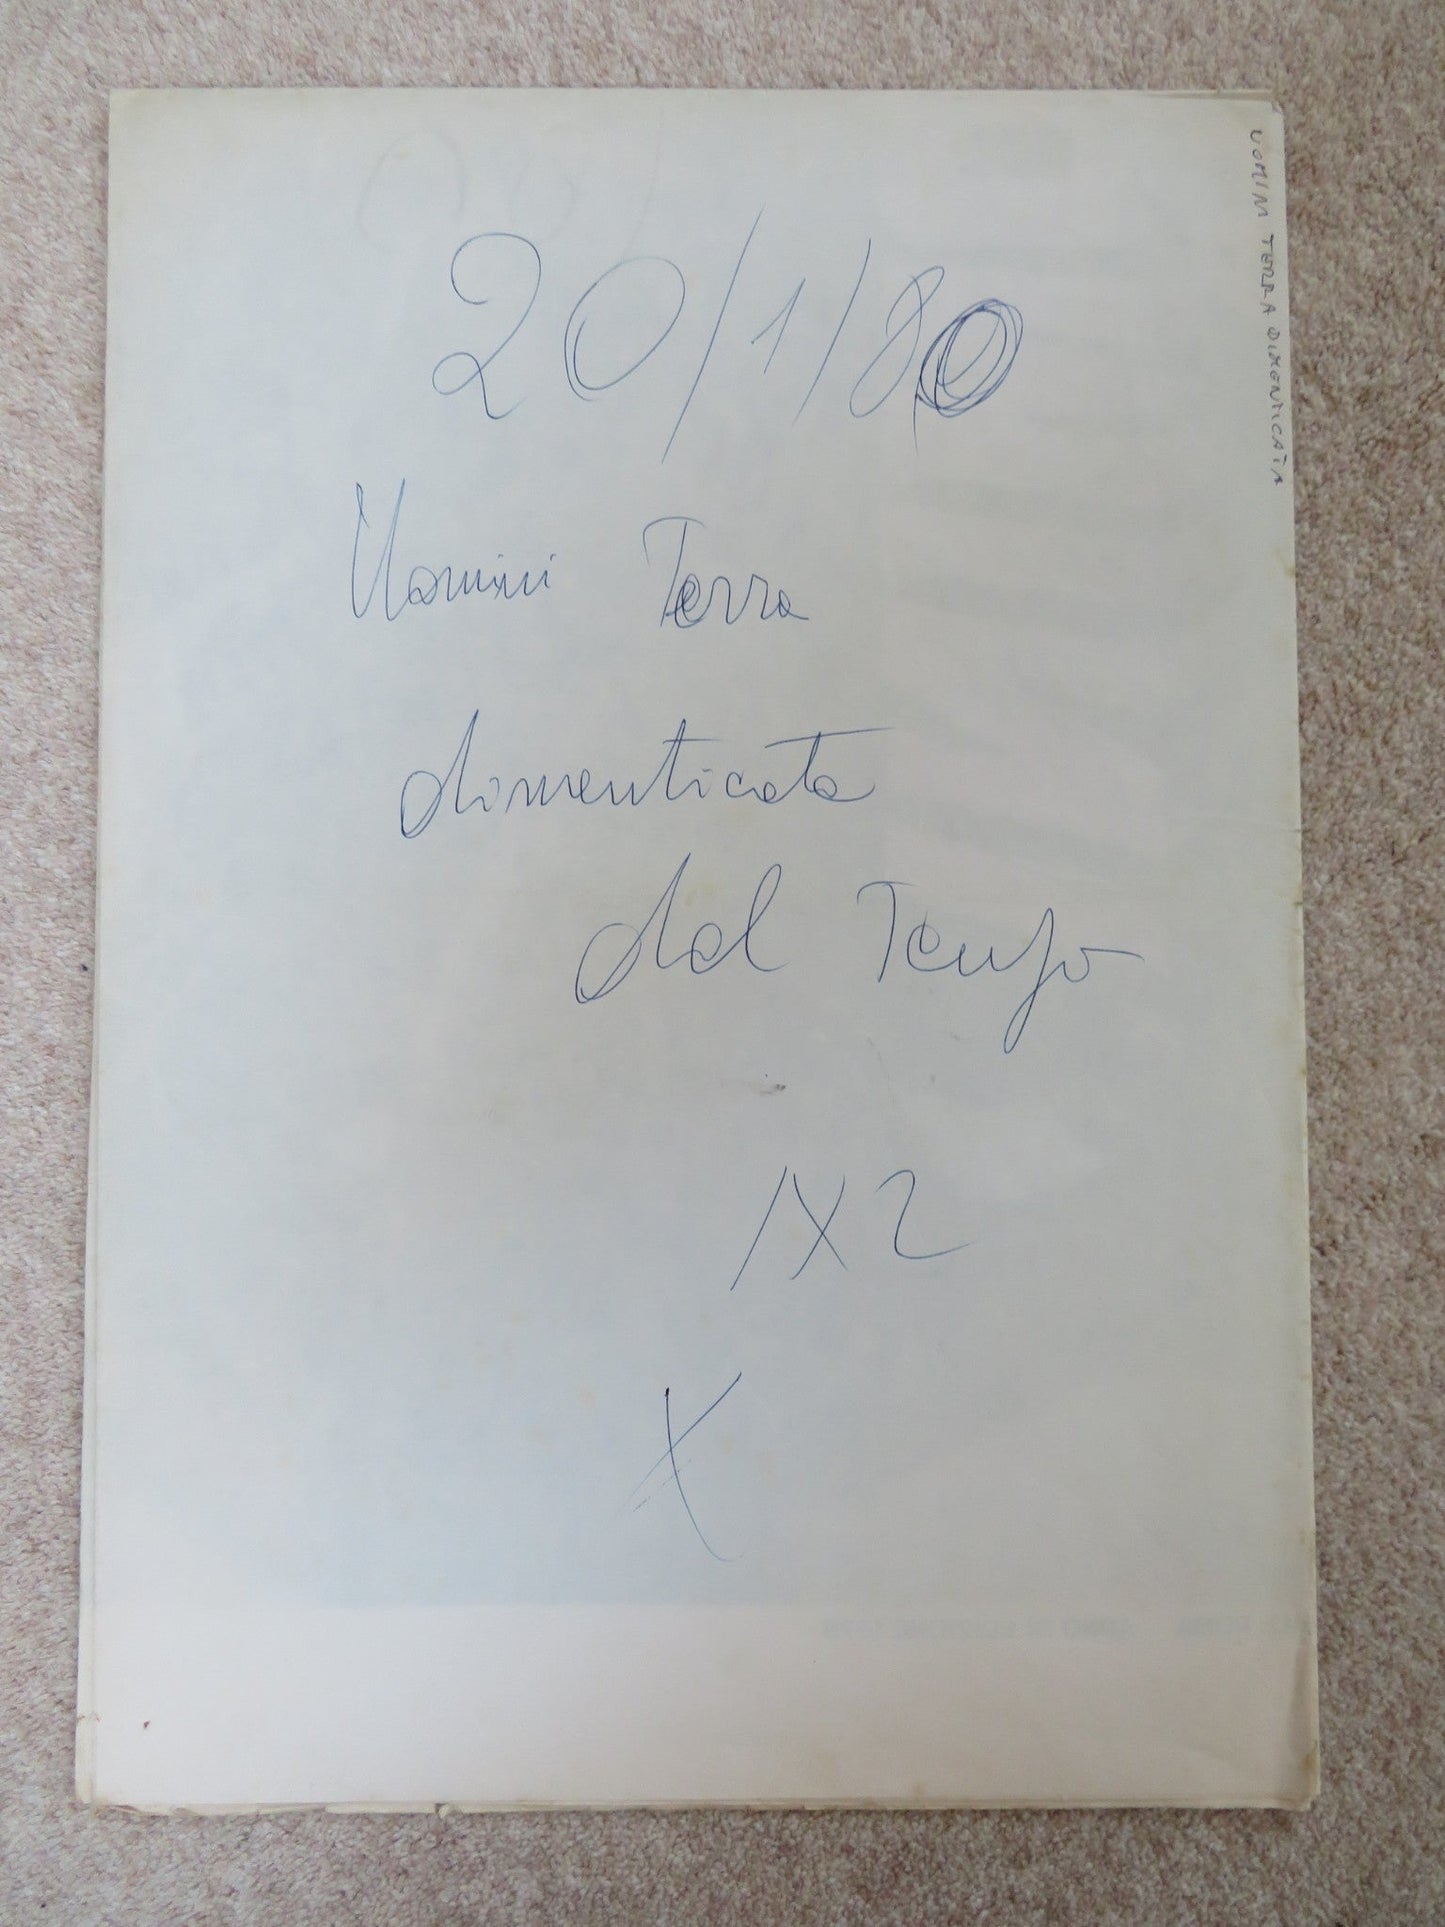 20/1/80
Uomini Terra
dimenticata
dal Tempo
1X2
X
UOMINI TERRA DIMENTICATA